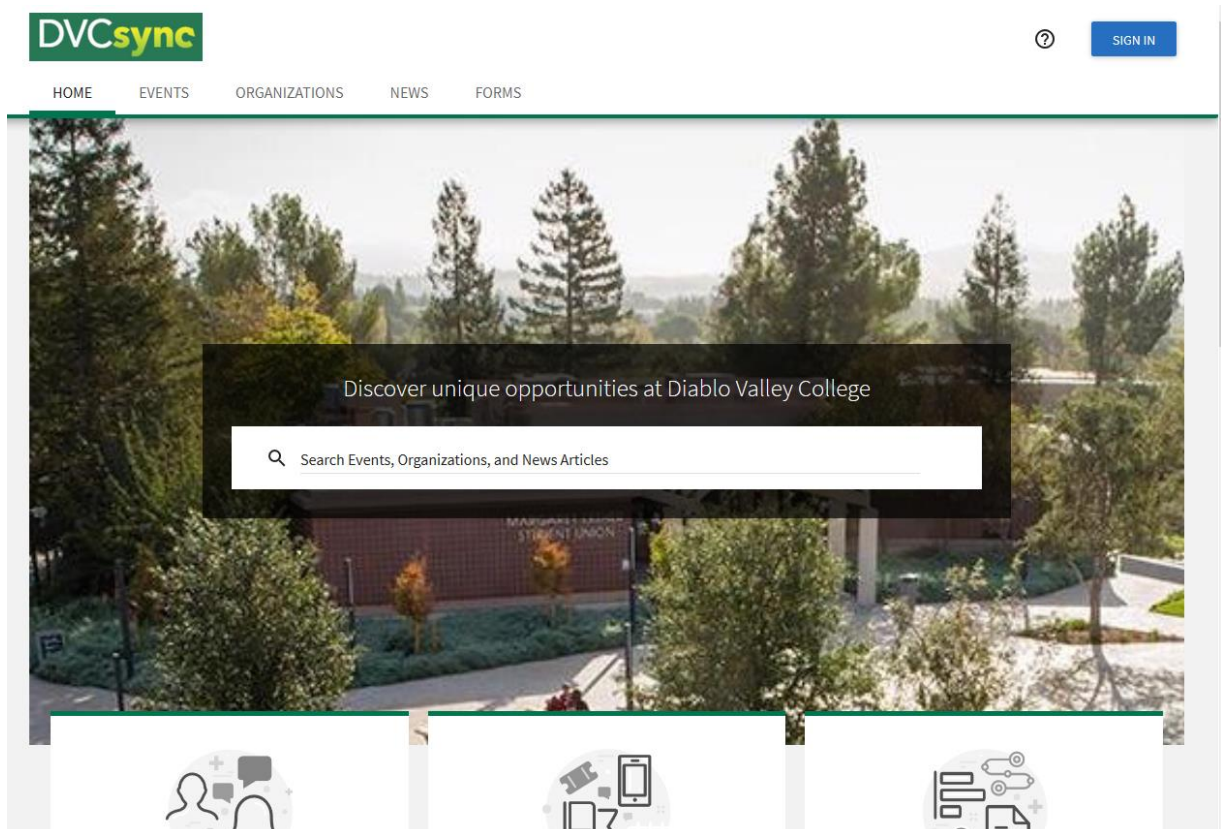 DVCsync
SIGN IN
HOME EVENTS ORGANIZATIONS NEWS FORMS
Discover unique opportunities at Diablo Valley College
Search Events, Organizations, and News Articles
MARGARET
STUDENT UNION